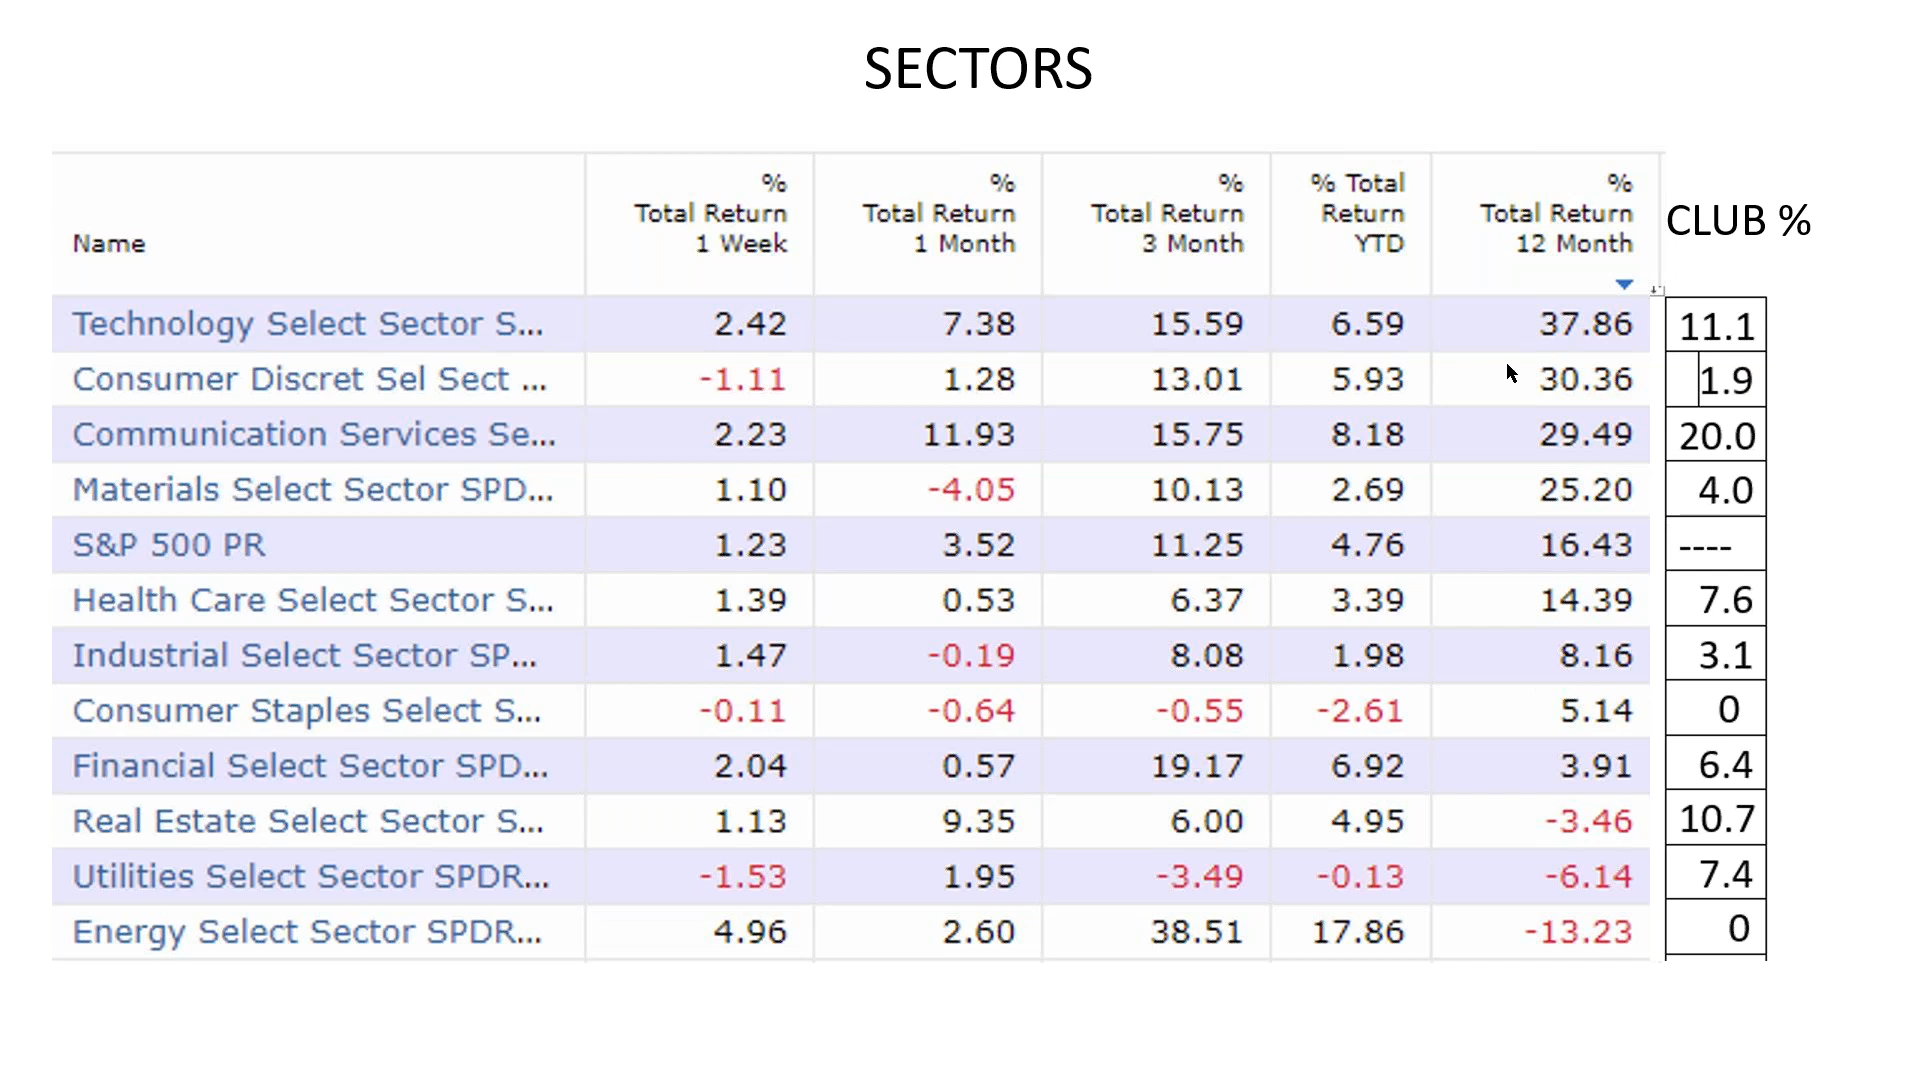 SECTORS
Name % Total Return 1 Week % Total Return 1 Month % Total Return 3 Month % Total Return YTD % Total Return 12 Month CLUB %
Technology Select Sector S... 2.42 7.38 15.59 6.59 37.86 11.1
Consumer Discret Sel Sect ... -1.11 1.28 13.01 5.93 30.36 1.9
Communication Services Se... 2.23 11.93 15.75 8.18 29.49 20.0
Materials Select Sector SPD... 1.10 -4.05 10.13 2.69 25.20 4.0
S&P 500 PR 1.23 3.52 11.25 4.76 16.43 ----
Health Care Select Sector S... 1.39 0.53 6.37 3.39 14.39 7.6
Industrial Select Sector SP... 1.47 -0.19 8.08 1.98 8.16 3.1
Consumer Staples Select S... -0.11 -0.64 -0.55 -2.61 5.14 0
Financial Select Sector SPD... 2.04 0.57 19.17 6.92 3.91 6.4
Real Estate Select Sector S... 1.13 9.35 6.00 4.95 -3.46 10.7
Utilities Select Sector SPDR... -1.53 1.95 -3.49 -0.13 -6.14 7.4
Energy Select Sector SPDR... 4.96 2.60 38.51 17.86 -13.23 0